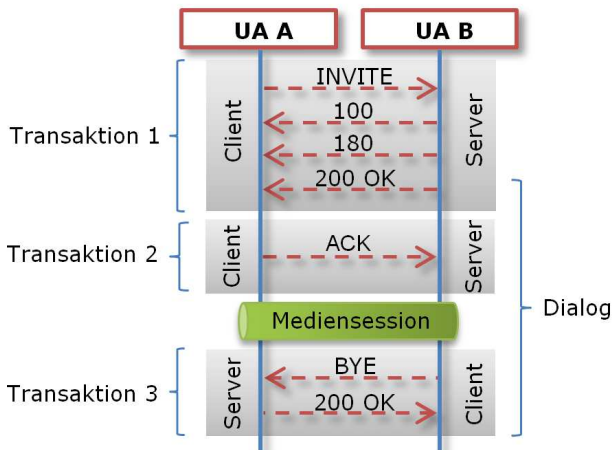 UA A
UA B
Transaktion 1
Client
INVITE
100
180
200 OK
Server
Transaktion 2
Client
ACK
Server
Mediensession
Dialog
Transaktion 3
Server
BYE
200 OK
Client